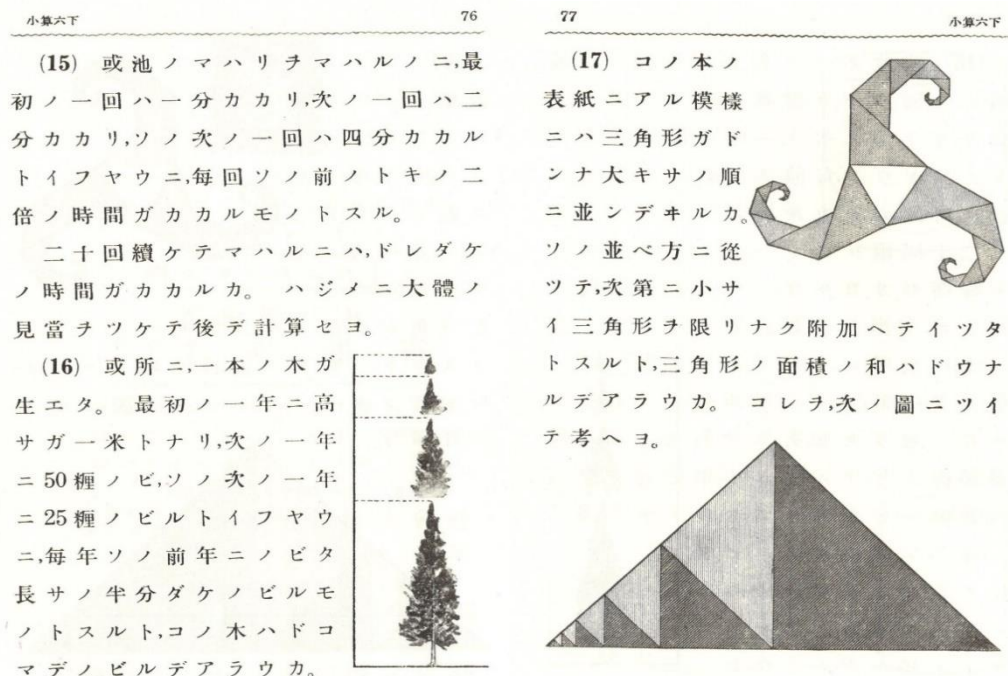 小算六下 76
(15) 或池ノマハリヲマハルノニ,最
初ノ一回ハ一分カカリ,次ノ一回ハ二
分カカリ,ソノ次ノ一回ハ四分カカル
トイフヤウニ,每回ソノ前ノトキノ二
倍ノ時間ガカカルモノトスル。
二十回續ケテマハルニハ,ドレダケ
ノ時間ガカカルカ。 ハジメニ大體ノ
見當ヲツケテ後デ計算セヨ。
(16) 或所ニ,一本ノ木ガ
生エタ。 最初ノ一年ニ高
サガ一米トナリ,次ノ一年
ニ50糎ノビ,ソノ次ノ一年
ニ25糎ノビルトイフヤウ
ニ,每年ソノ前年ニノビタ
長サノ半分ダケノビルモ
ノトスルト,コノ木ハドコ
マデノビルデアラウカ。
77 小算六下
(17) コノ本ノ
表紙ニアル模樣
ニハ三角形ガド
ンナ大キサノ順
ニ並ンデヰルカ。
ソノ並べ方ニ從
ツテ,次第ニ小サ
イ三角形ヲ限リナク附加ヘテイツタ
トスルト,三角形ノ面積ノ和ハドウナ
ルデアラウカ。 コレヲ,次ノ圖ニツイ
テ考ヘヨ。